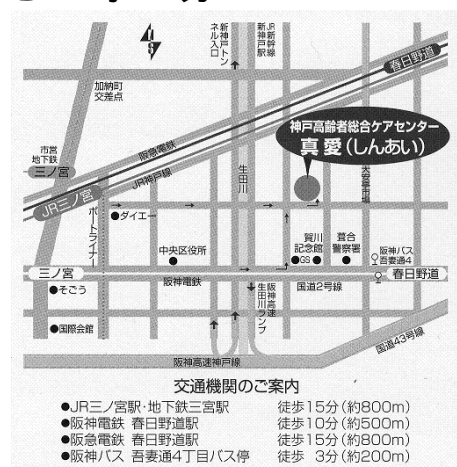 新神戸トンネル入口
JR新幹線
新神戸駅
春日野道
加納町
交差点
神戸高齢者総合ケアセンター
真愛(しんあい)
市営
地下鉄
三ノ宮
阪急電鉄
JR神戸線
生田川
大安亭市場
JR三ノ宮
ポートライナー
●ダイエー
中央区役所
賀川
記念館
●GS
葺合
警察署
阪神バス
吾妻通4
三ノ宮
阪神電鉄
国道2号線
春日野道
●そごう
阪神高速
生田川ランプ
●国際会館
国道43号線
阪神高速神戸線
交通機関のご案内
●JR三ノ宮駅・地下鉄三宮駅 徒歩15分(約800m)
●阪神電鉄 春日野道駅 徒歩10分(約500m)
●阪急電鉄 春日野道駅 徒歩15分(約800m)
●阪神バス 吾妻通4丁目バス停 徒歩 3分(約200m)